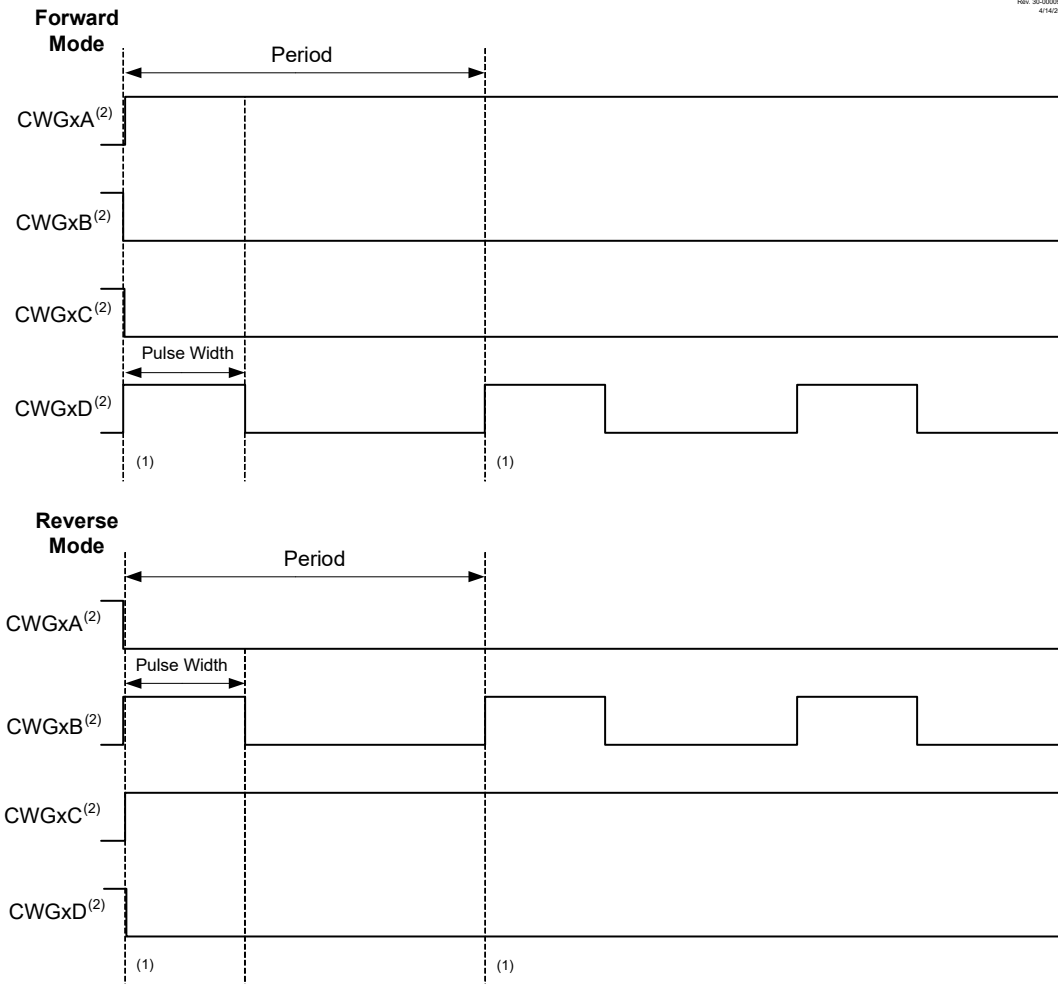 Forward
Mode
Period
CWGxA(2)
CWGxB(2)
CWGxC(2)
Pulse Width
CWGxD(2)
(1) (1)
Reverse
Mode
Period
CWGxA(2)
Pulse Width
CWGxB(2)
CWGxC(2)
CWGxD(2)
(1) (1)